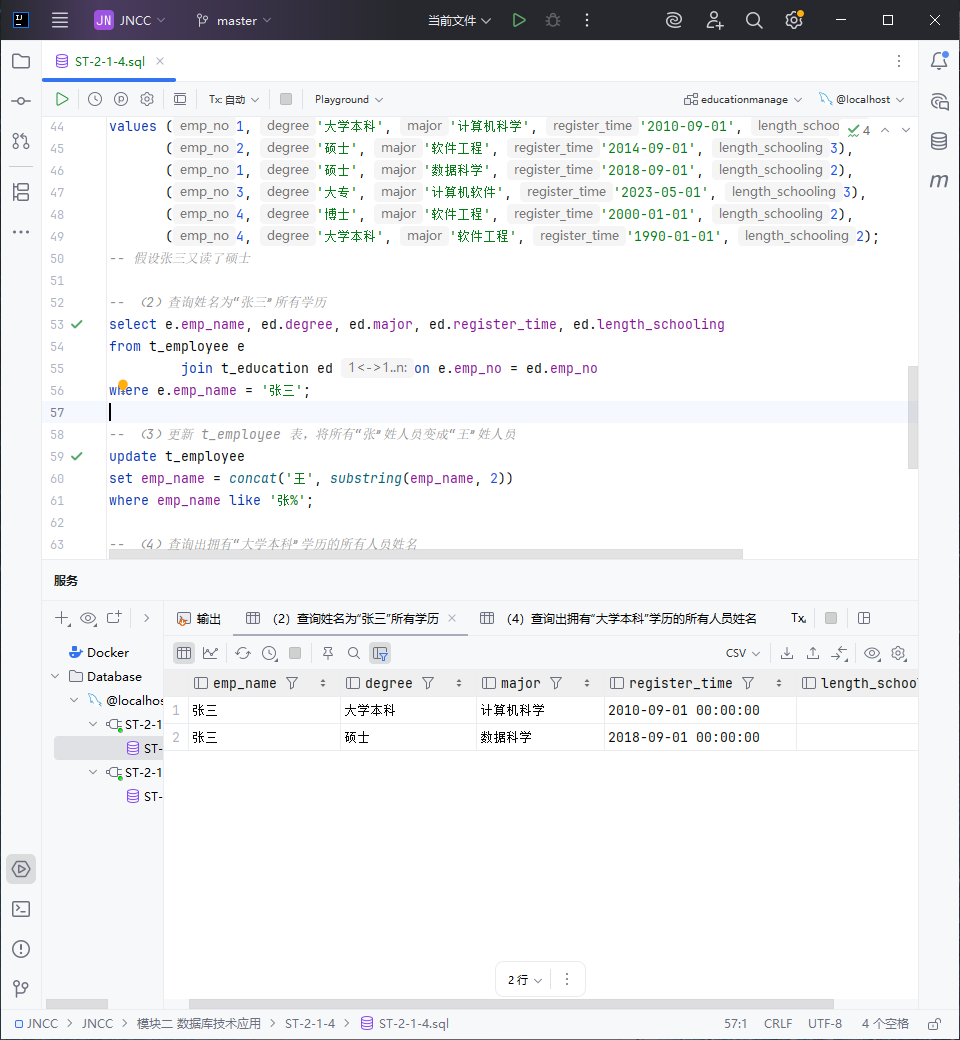 JN JNCC master 当前文件
ST-2-1-4.sql
Tx: 自动 Playground educationmanage @localhost
44 values ( emp_no 1, degree '大学本科', major '计算机科学', register_time '2010-09-01', length_schoo 4
45 ( emp_no 2, degree '硕士', major '软件工程', register_time '2014-09-01', length_schooling 3),
46 ( emp_no 1, degree '硕士', major '数据科学', register_time '2018-09-01', length_schooling 2),
47 ( emp_no 3, degree '大专', major '计算机软件', register_time '2023-05-01', length_schooling 3),
48 ( emp_no 4, degree '博士', major '软件工程', register_time '2000-01-01', length_schooling 2),
49 ( emp_no 4, degree '大学本科', major '软件工程', register_time '1990-01-01', length_schooling 2);
50 -- 假设张三又读了硕士
51
52 -- （2）查询姓名为“张三”所有学历
53 select e.emp_name, ed.degree, ed.major, ed.register_time, ed.length_schooling
54 from t_employee e
55 join t_education ed 1<->1..n: on e.emp_no = ed.emp_no
56 where e.emp_name = '张三';
57
58 -- （3）更新 t_employee 表，将所有“张”姓人员变成“王”姓人员
59 update t_employee
60 set emp_name = concat('王', substring(emp_name, 2))
61 where emp_name like '张%';
62
63 -- （4）查询出拥有“大学本科”学历的所有人员姓名
服务
输出 （2）查询姓名为“张三”所有学历 （4）查询出拥有“大学本科”学历的所有人员姓名 Tx
Docker
Database
@localhos
ST-2-1
ST-
ST-2-1
ST-
CSV
emp_name degree major register_time length_schoo
1 张三 大学本科 计算机科学 2010-09-01 00:00:00
2 张三 硕士 数据科学 2018-09-01 00:00:00
2 行
JNCC JNCC 模块二 数据库技术应用 ST-2-1-4 ST-2-1-4.sql 57:1 CRLF UTF-8 4 个空格